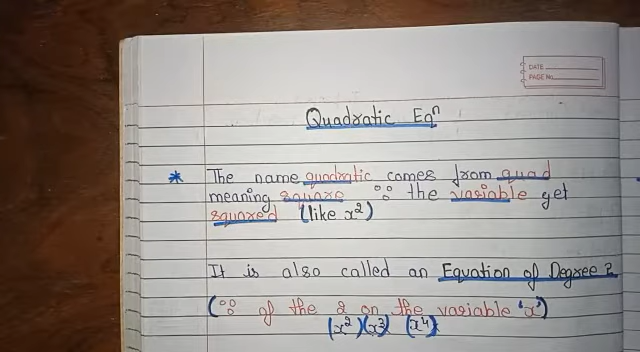 DATE
PAGE No.
Quadratic Eqⁿ
* The name quadratic comes from quad
meaning square ∵ the variable get
squared (like x²)
It is also called an Equation of Degree 2
(∵ of the 2 on the variable 'x')
(x²)(x³) (x⁴)